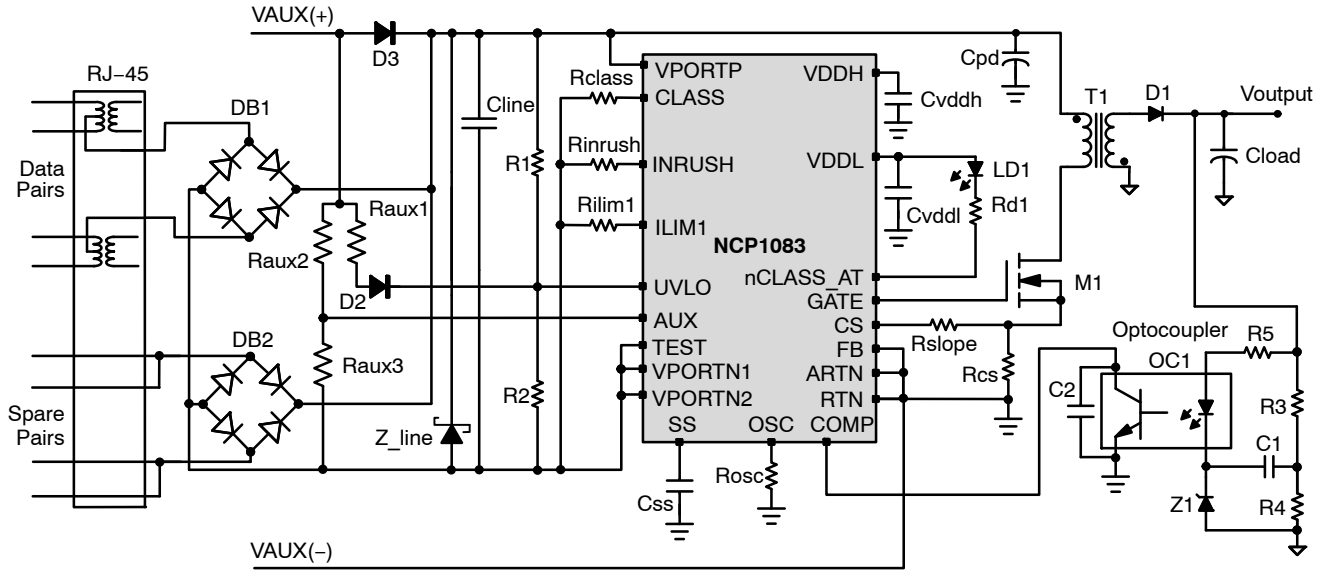 VAUX(+)
D3
RJ−45
DB1
Data
Pairs
Raux1
Raux2
D2
DB2
Raux3
Spare
Pairs
Z_line
Cline
R1
R2
Rclass
Rinrush
Rilim1
VPORTP
CLASS
INRUSH
ILIM1
NCP1083
UVLO
AUX
TEST
VPORTN1
VPORTN2
SS
OSC
COMP
VDDH
VDDL
nCLASS_AT
GATE
CS
FB
ARTN
RTN
Css
Rosc
Cvddh
Cvddl
LD1
Rd1
Cpd
T1
D1
Voutput
Cload
M1
Rslope
Rcs
Optocoupler
OC1
R5
C2
R3
C1
Z1
R4
VAUX(−)